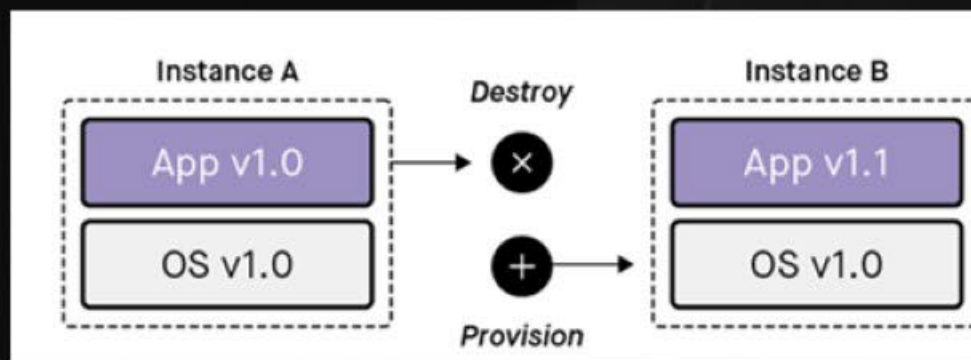 Instance A
App v1.0
OS v1.0
Destroy
Provision
Instance B
App v1.1
OS v1.0